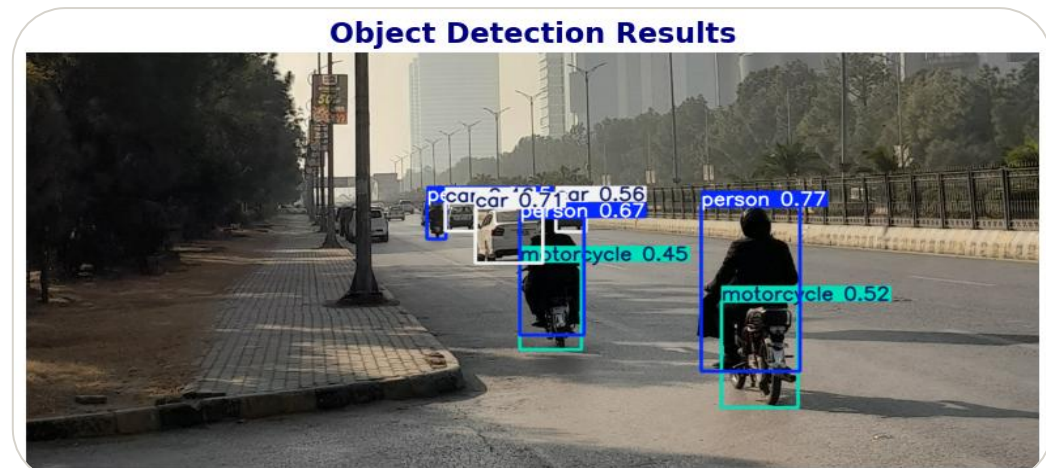 Object Detection Results
car 0.56
car 0.71
person 0.77
person 0.67
motorcycle 0.45
motorcycle 0.52